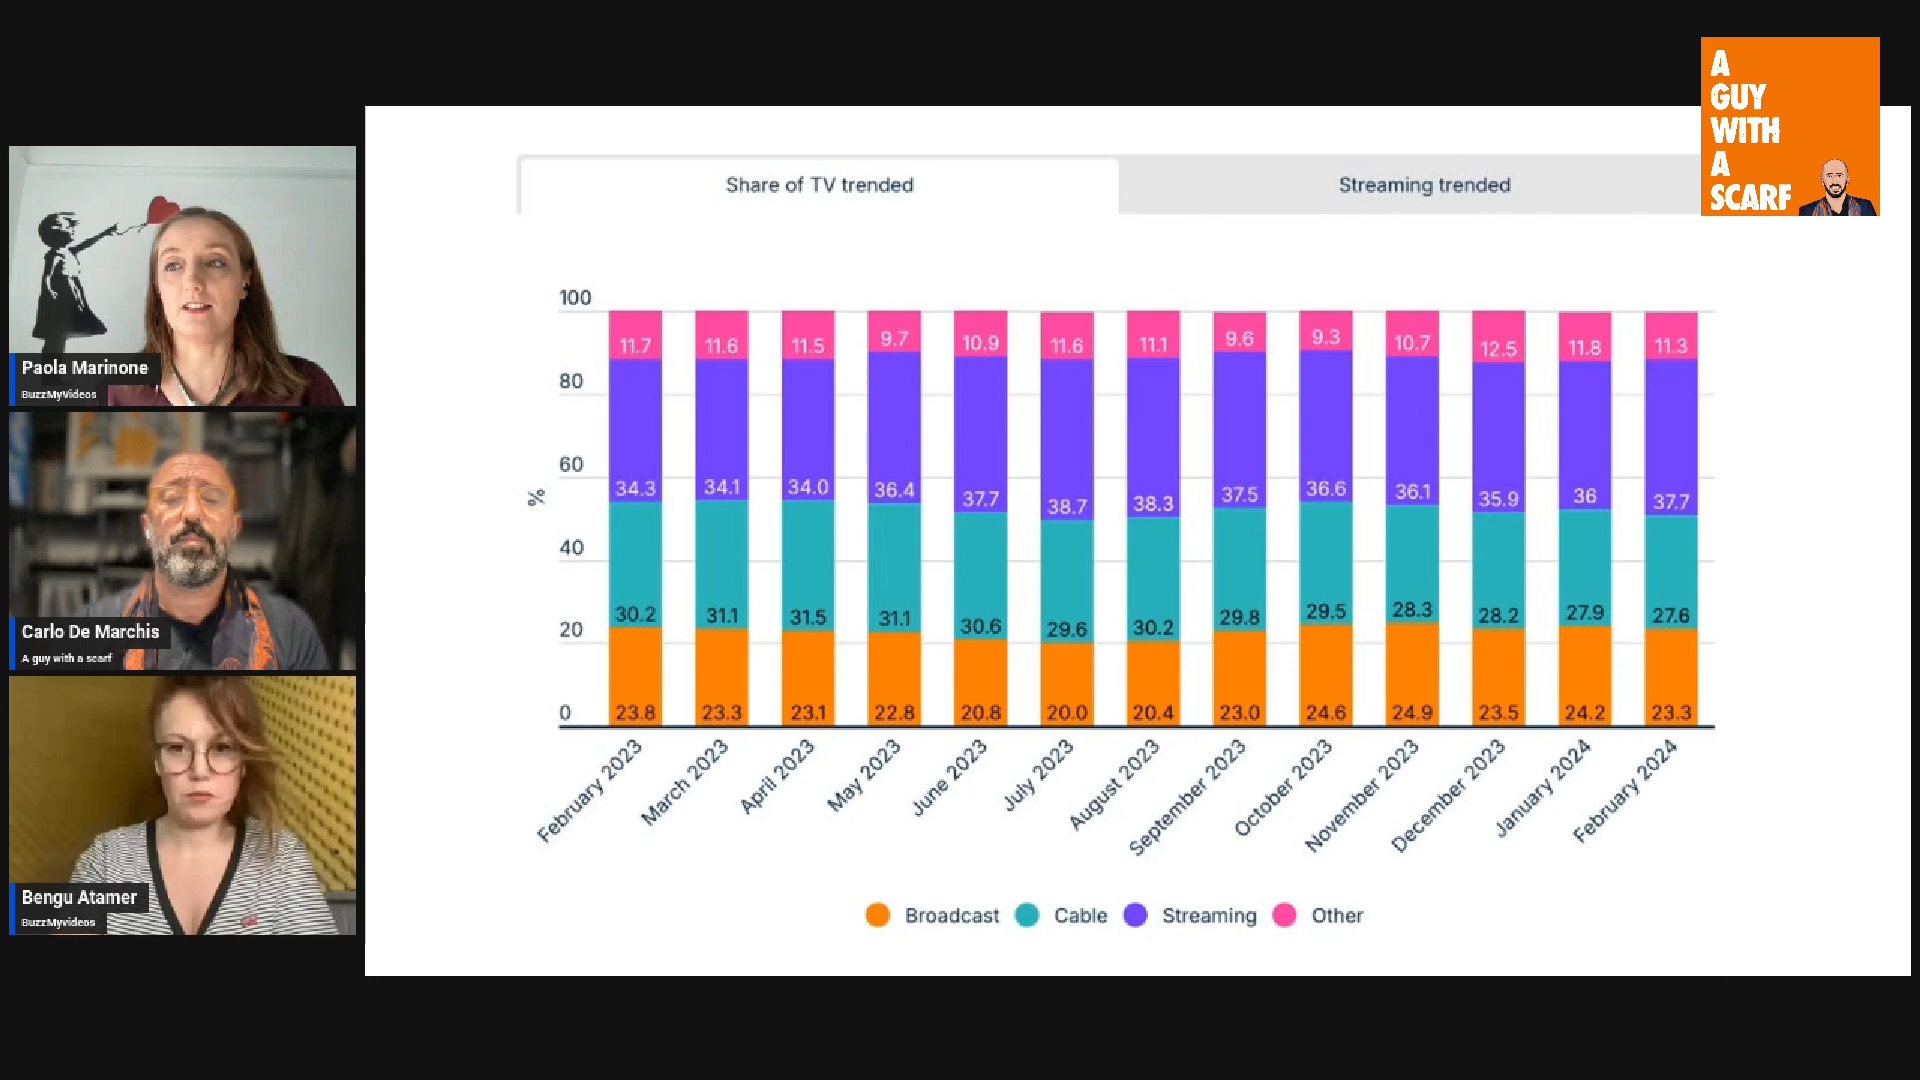 A
GUY
WITH
A
SCARF
Paola Marinone
BuzzMyVideos
Carlo De Marchis
A guy with a scarf
Bengu Atamer
BuzzMyvideos
Share of TV trended
Streaming trended
100
80
60
40
20
0
%
11.7 11.6 11.5 9.7 10.9 11.6 11.1 9.6 9.3 10.7 12.5 11.8 11.3
34.3 34.1 34.0 36.4 37.7 38.7 38.3 37.5 36.6 36.1 35.9 36 37.7
30.2 31.1 31.5 31.1 30.6 29.6 30.2 29.8 29.5 28.3 28.2 27.9 27.6
23.8 23.3 23.1 22.8 20.8 20.0 20.4 23.0 24.6 24.9 23.5 24.2 23.3
February 2023
March 2023
April 2023
May 2023
June 2023
July 2023
August 2023
September 2023
October 2023
November 2023
December 2023
January 2024
February 2024
Broadcast
Cable
Streaming
Other